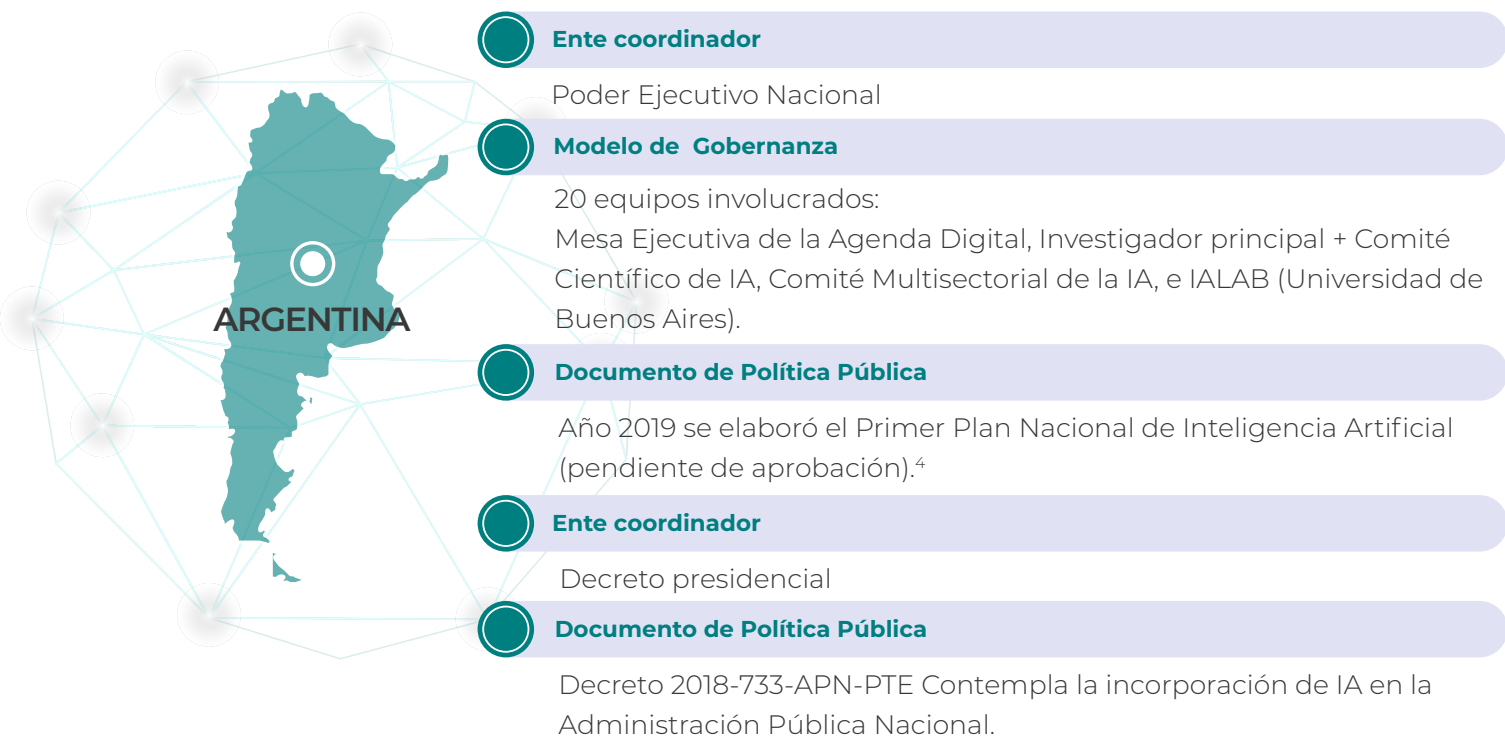 ARGENTINA
Ente coordinador
Poder Ejecutivo Nacional
Modelo de Gobernanza
20 equipos involucrados:
Mesa Ejecutiva de la Agenda Digital, Investigador principal + Comité
Científico de IA, Comité Multisectorial de la IA, e IALAB (Universidad de
Buenos Aires).
Documento de Política Pública
Año 2019 se elaboró el Primer Plan Nacional de Inteligencia Artificial
(pendiente de aprobación).⁴
Ente coordinador
Decreto presidencial
Documento de Política Pública
Decreto 2018-733-APN-PTE Contempla la incorporación de IA en la
Administración Pública Nacional.